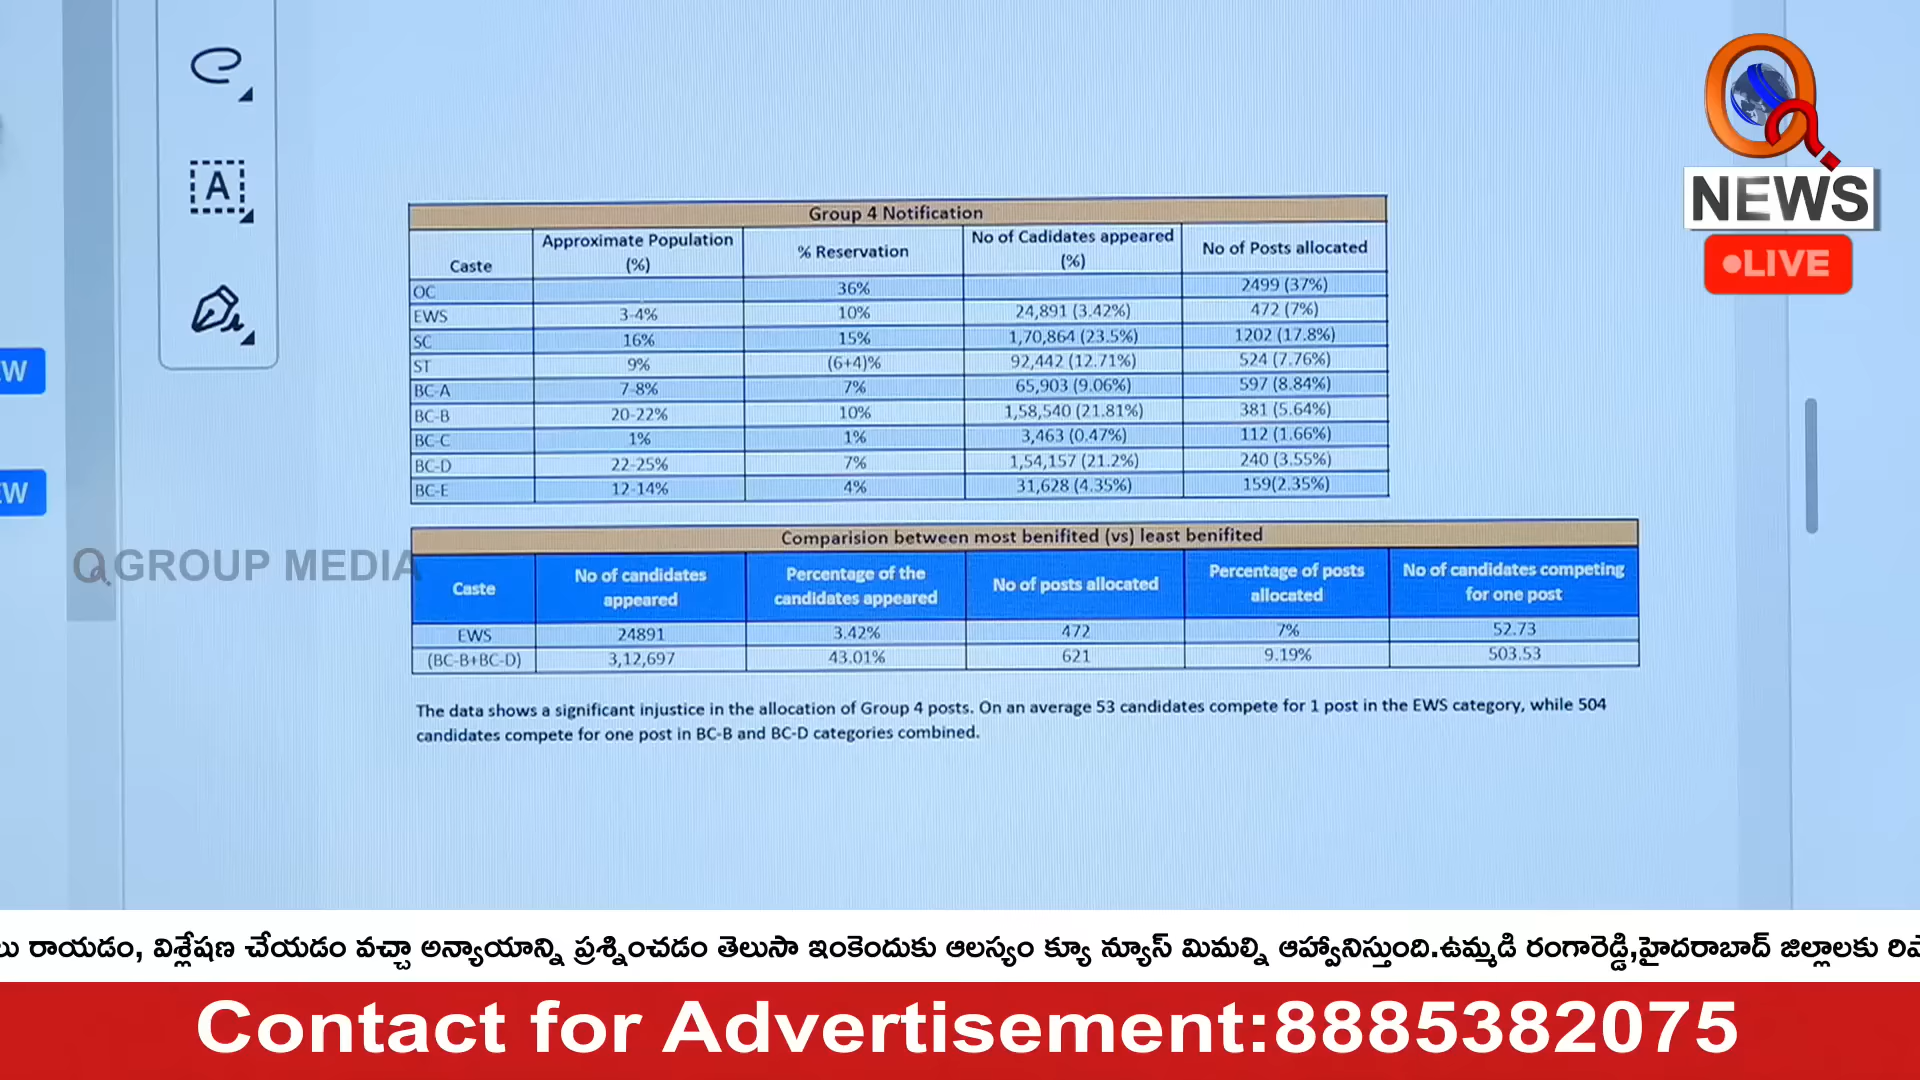 NEWS
LIVE
A
Group 4 Notification
Caste | Approximate Population (%) | % Reservation | No of Cadidates appeared (%) | No of Posts allocated
OC | | 36% | | 2499 (37%)
EWS | 3-4% | 10% | 24,891 (3.42%) | 472 (7%)
SC | 16% | 15% | 1,70,864 (23.5%) | 1202 (17.8%)
ST | 9% | (6+4)% | 92,442 (12.71%) | 524 (7.76%)
BC-A | 7-8% | 7% | 65,903 (9.06%) | 597 (8.84%)
BC-B | 20-22% | 10% | 1,58,540 (21.81%) | 381 (5.64%)
BC-C | 1% | 1% | 3,463 (0.47%) | 112 (1.66%)
BC-D | 22-25% | 7% | 1,54,157 (21.2%) | 240 (3.55%)
BC-E | 12-14% | 4% | 31,628 (4.35%) | 159(2.35%)
Comparision between most benifited (vs) least benifited
Caste | No of candidates appeared | Percentage of the candidates appeared | No of posts allocated | Percentage of posts allocated | No of candidates competing for one post
EWS | 24891 | 3.42% | 472 | 7% | 52.73
(BC-B+BC-D) | 3,12,697 | 43.01% | 621 | 9.19% | 503.53
The data shows a significant injustice in the allocation of Group 4 posts. On an average 53 candidates compete for 1 post in the EWS category, while 504
candidates compete for one post in BC-B and BC-D categories combined.
GROUP MEDIA
రాయడం, విశ్లేషణ చేయడం వచ్చా అన్యాయాన్ని ప్రశ్నించడం తెలుసా ఇంకెందుకు ఆలస్యం క్యూ న్యూస్ మిమల్ని ఆహ్వానిస్తుంది.ఉమ్మడి రంగారెడ్డి,హైదరాబాద్ జిల్లాలకు
Contact for Advertisement:8885382075